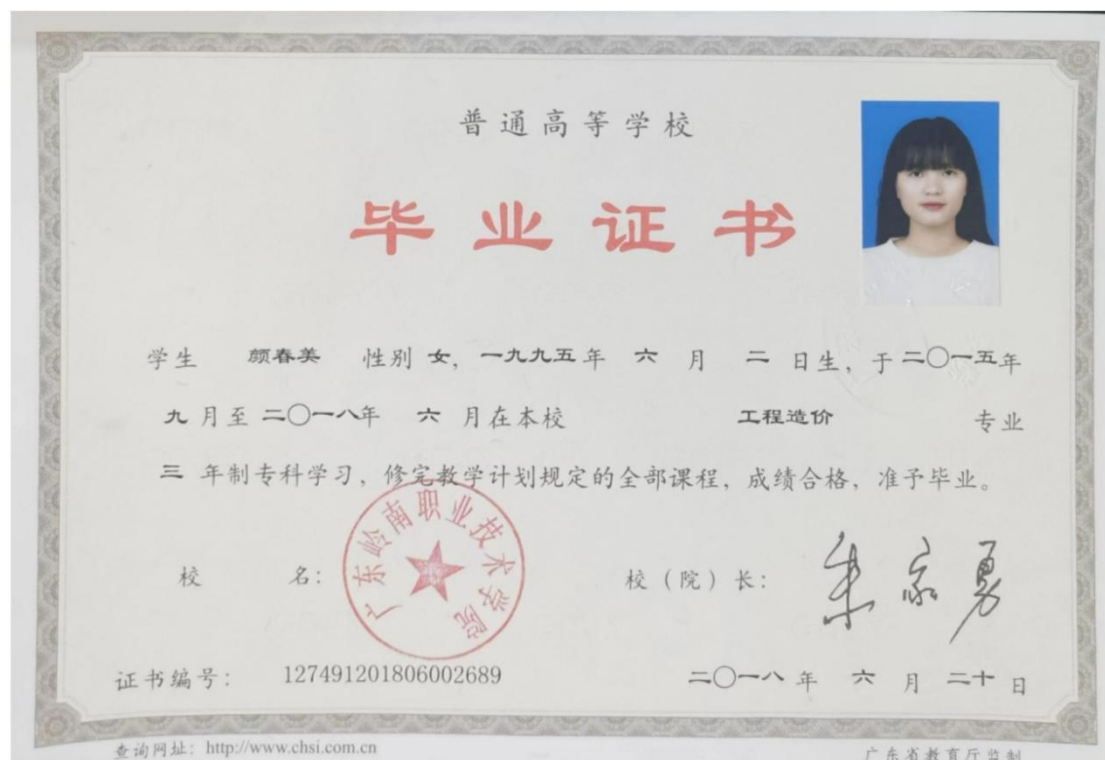 普通高等学校
毕业证书
学生 颜春美 性别 女，一九九五年 六 月 二 日生，于二〇一五年
九 月至 二〇一八年 六 月在本校 工程造价 专业
三 年制专科学习，修完教学计划规定的全部课程，成绩合格，准予毕业。
广东岭南职业技术学院
校 名： 校（院）长：
证书编号： 127491201806002689 二〇一八 年 六 月 二十 日
查询网址：http://www.chsi.com.cn 广东省教育厅监制